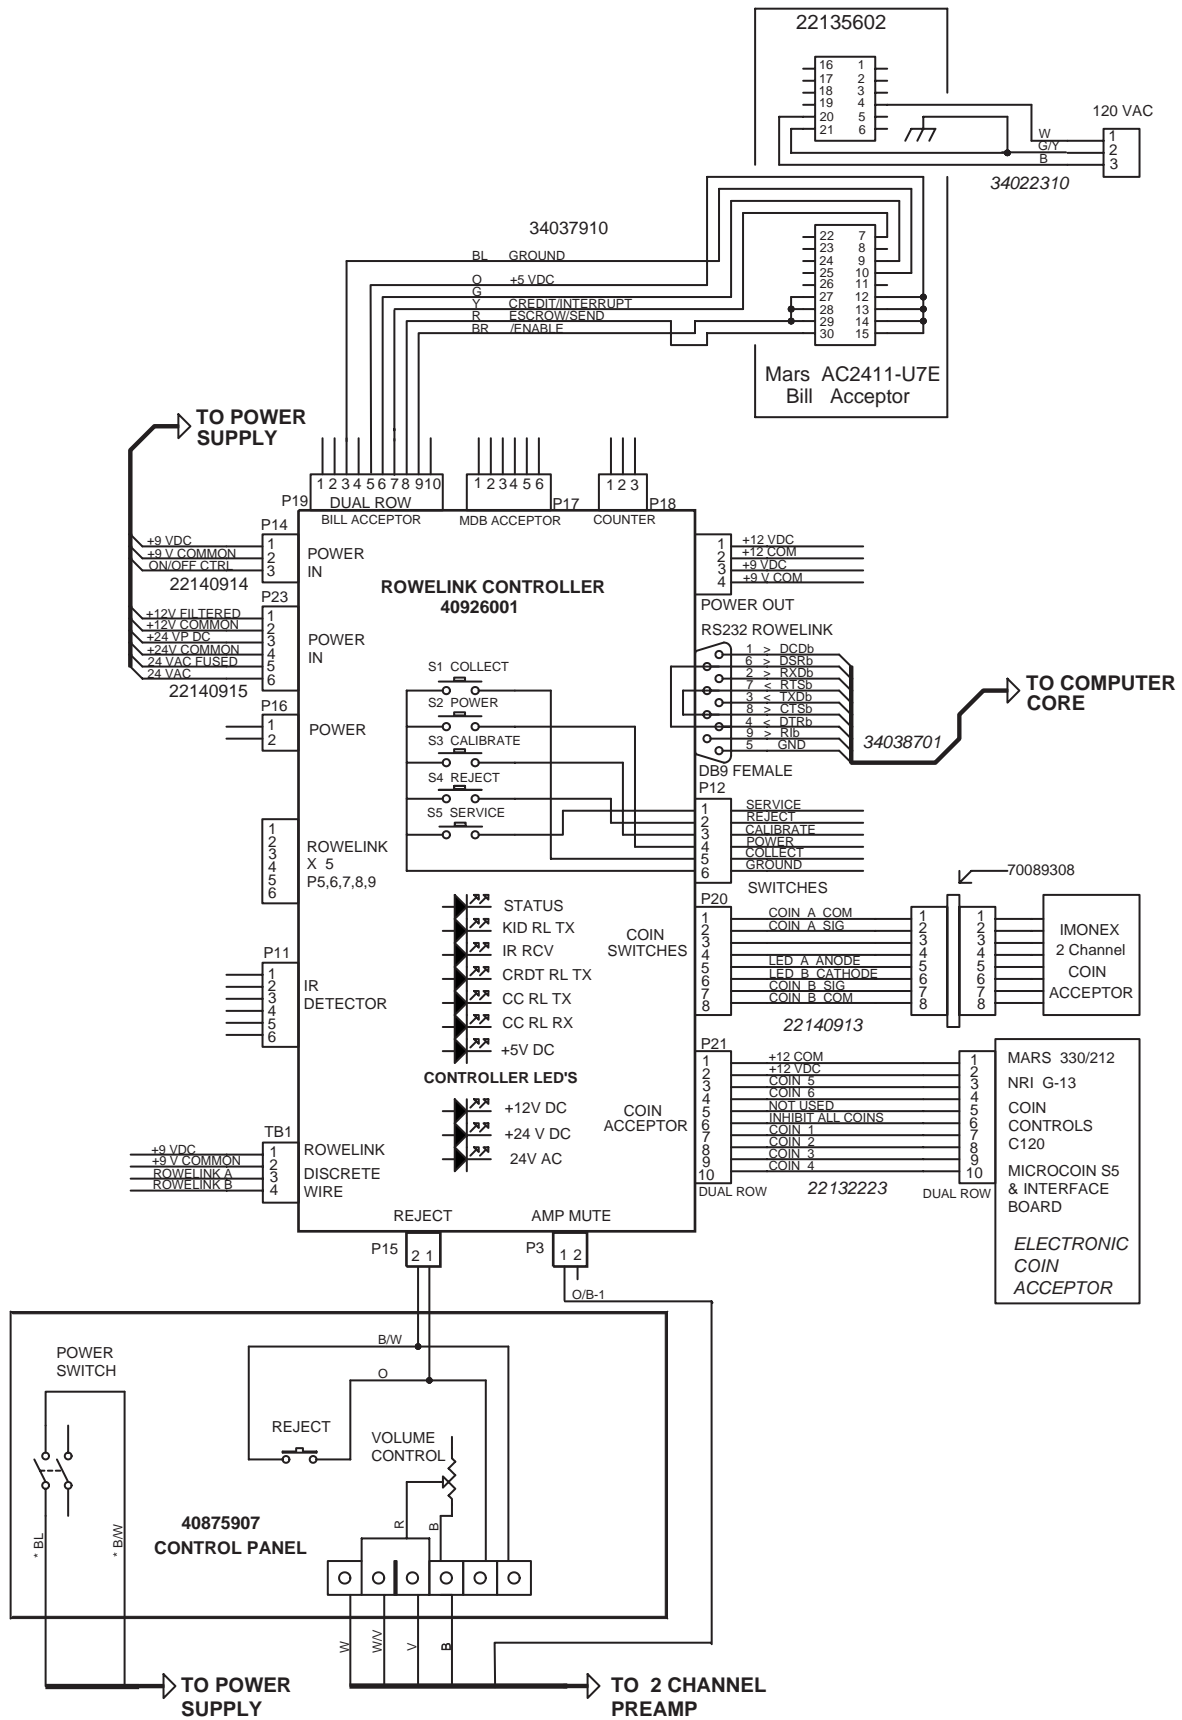 22135602
16 1
17 2
18 3
19 4
20 5
21 6
120 VAC
W 1
G/Y 2
B 3
34022310
34037910
BL GROUND
O +5 VDC
G
Y CREDIT/INTERRUPT
R ESCROW/SEND
BR /ENABLE
22 7
23 8
24 9
25 10
26 11
27 12
28 13
29 14
30 15
Mars AC2411-U7E
Bill Acceptor
TO POWER
SUPPLY
P19
1 2 3 4 5 6 7 8 9 10
DUAL ROW
BILL ACCEPTOR
1 2 3 4 5 6
P17
MDB ACCEPTOR
1 2 3
P18
COUNTER
P14
+9 VDC 1
+9 V COMMON 2
ON/OFF CTRL 3
POWER
IN
22140914
P23
+12V FILTERED 1
+12V COMMON 2
+24 VP DC 3
+24V COMMON 4
24 VAC FUSED 5
24 VAC 6
POWER
IN
22140915
P16
1
2
POWER
1
2
3
4
5
6
ROWELINK
X 5
P5,6,7,8,9
P11
1
2
3
4
5
6
IR
DETECTOR
TB1
+9 VDC 1
+9 V COMMON 2
ROWELINK A 3
ROWELINK B 4
ROWELINK
DISCRETE
WIRE
ROWELINK CONTROLLER
40926001
S1 COLLECT
S2 POWER
S3 CALIBRATE
S4 REJECT
S5 SERVICE
STATUS
KID RL TX
IR RCV
CRDT RL TX
CC RL TX
CC RL RX
+5V DC
CONTROLLER LED'S
+12V DC
+24 V DC
24V AC
1 +12 VDC
2 +12 COM
3 +9 VDC
4 +9 V COM
POWER OUT
RS232 ROWELINK
1 > DCDb
6 > DSRb
2 > RXDb
7 < RTSb
3 < TXDb
8 > CTSb
4 < DTRb
9 > RIb
5 GND
DB9 FEMALE
34038701
TO COMPUTER
CORE
P12
1 SERVICE
2 REJECT
3 CALIBRATE
4 POWER
5 COLLECT
6 GROUND
SWITCHES
P20
COIN
SWITCHES
1 COIN A COM 1 1
2 COIN A SIG 2 2
3 3 3
4 4 4
5 LED A ANODE 5 5
6 LED B CATHODE 6 6
7 COIN B SIG 7 7
8 COIN B COM 8 8
22140913
70089308
IMONEX
2 Channel
COIN
ACCEPTOR
P21
COIN
ACCEPTOR
1 +12 COM 1
2 +12 VDC 2
3 COIN 5 3
4 COIN 6 4
5 NOT USED 5
6 INHIBIT ALL COINS 6
7 COIN 1 7
8 COIN 2 8
9 COIN 3 9
10 COIN 4 10
DUAL ROW
22132223
DUAL ROW
MARS 330/212
NRI G-13
COIN
CONTROLS
C120
MICROCOIN S5
& INTERFACE
BOARD
ELECTRONIC
COIN
ACCEPTOR
REJECT
P15
2 1
AMP MUTE
P3
1 2
O/B-1
POWER
SWITCH
B/W
O
REJECT
VOLUME
CONTROL
R
B
40875907
CONTROL PANEL
* BL
* B/W
W
W/V
V
B
TO POWER
SUPPLY
TO 2 CHANNEL
PREAMP